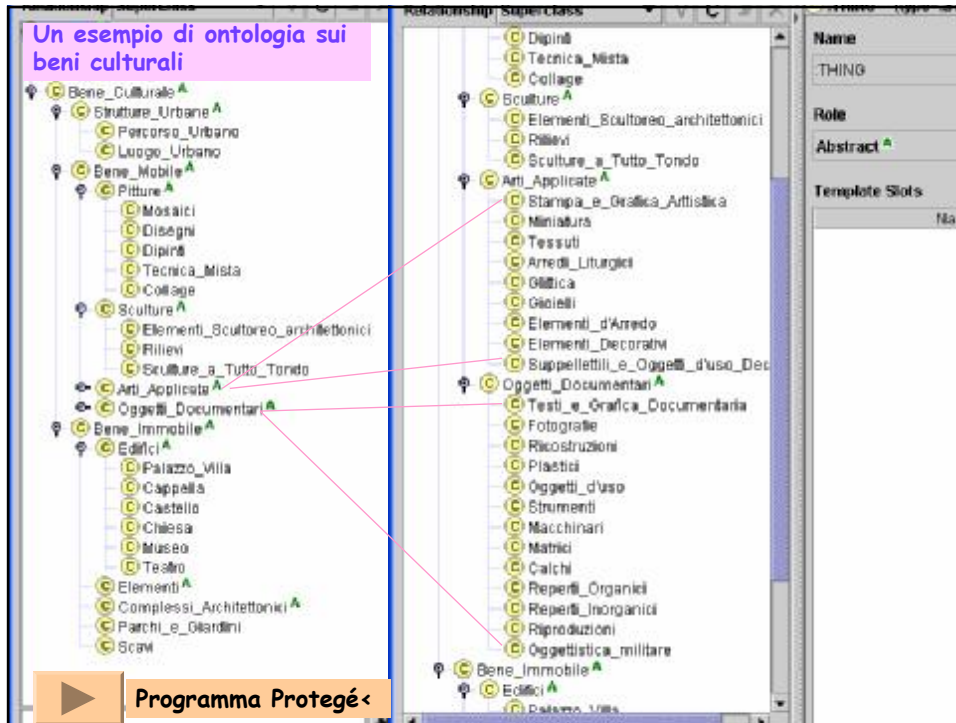 Relationship Superclass
Un esempio di ontologia sui
beni culturali
Bene_Culturale A
Strutture_Urbane A
Percorso_Urbano
Luogo_Urbano
Bene_Mobile A
Pitture A
Mosaici
Disegni
Dipinti
Tecnica_Mista
Collage
Sculture A
Elementi_Scultoreo_architettonici
Rilievi
Sculture_a_Tutto_Tondo
Arti_Applicate A
Oggetti_Documentari A
Bene_Immobile A
Edifici A
Palazzo_Villa
Cappella
Castello
Chiesa
Museo
Teatro
Elementi A
Complessi_Architettonici A
Parchi_e_Giardini
Scavi
Programma Protegé<
Relationship Superclass V C
Dipinti
Tecnica_Mista
Collage
Sculture A
Elementi_Scultoreo_architettonici
Rilievi
Sculture_a_Tutto_Tondo
Arti_Applicate A
Stampa_e_Grafica_Artistica
Miniatura
Tessuti
Arredi_Liturgici
Glittica
Gioielli
Elementi_d'Arredo
Elementi_Decorativi
Suppellettili_e_Oggetti_d'uso_Dec
Oggetti_Documentari A
Testi_e_Grafica_Documentaria
Fotografie
Ricostruzioni
Plastici
Oggetti_d'uso
Strumenti
Macchinari
Matrici
Calchi
Reperti_Organici
Reperti_Inorganici
Riproduzioni
Oggettistica_militare
Bene_Immobile A
Edifici A
Palazzo_Villa
Name
:THING
Role
Abstract A
Template Slots
Na